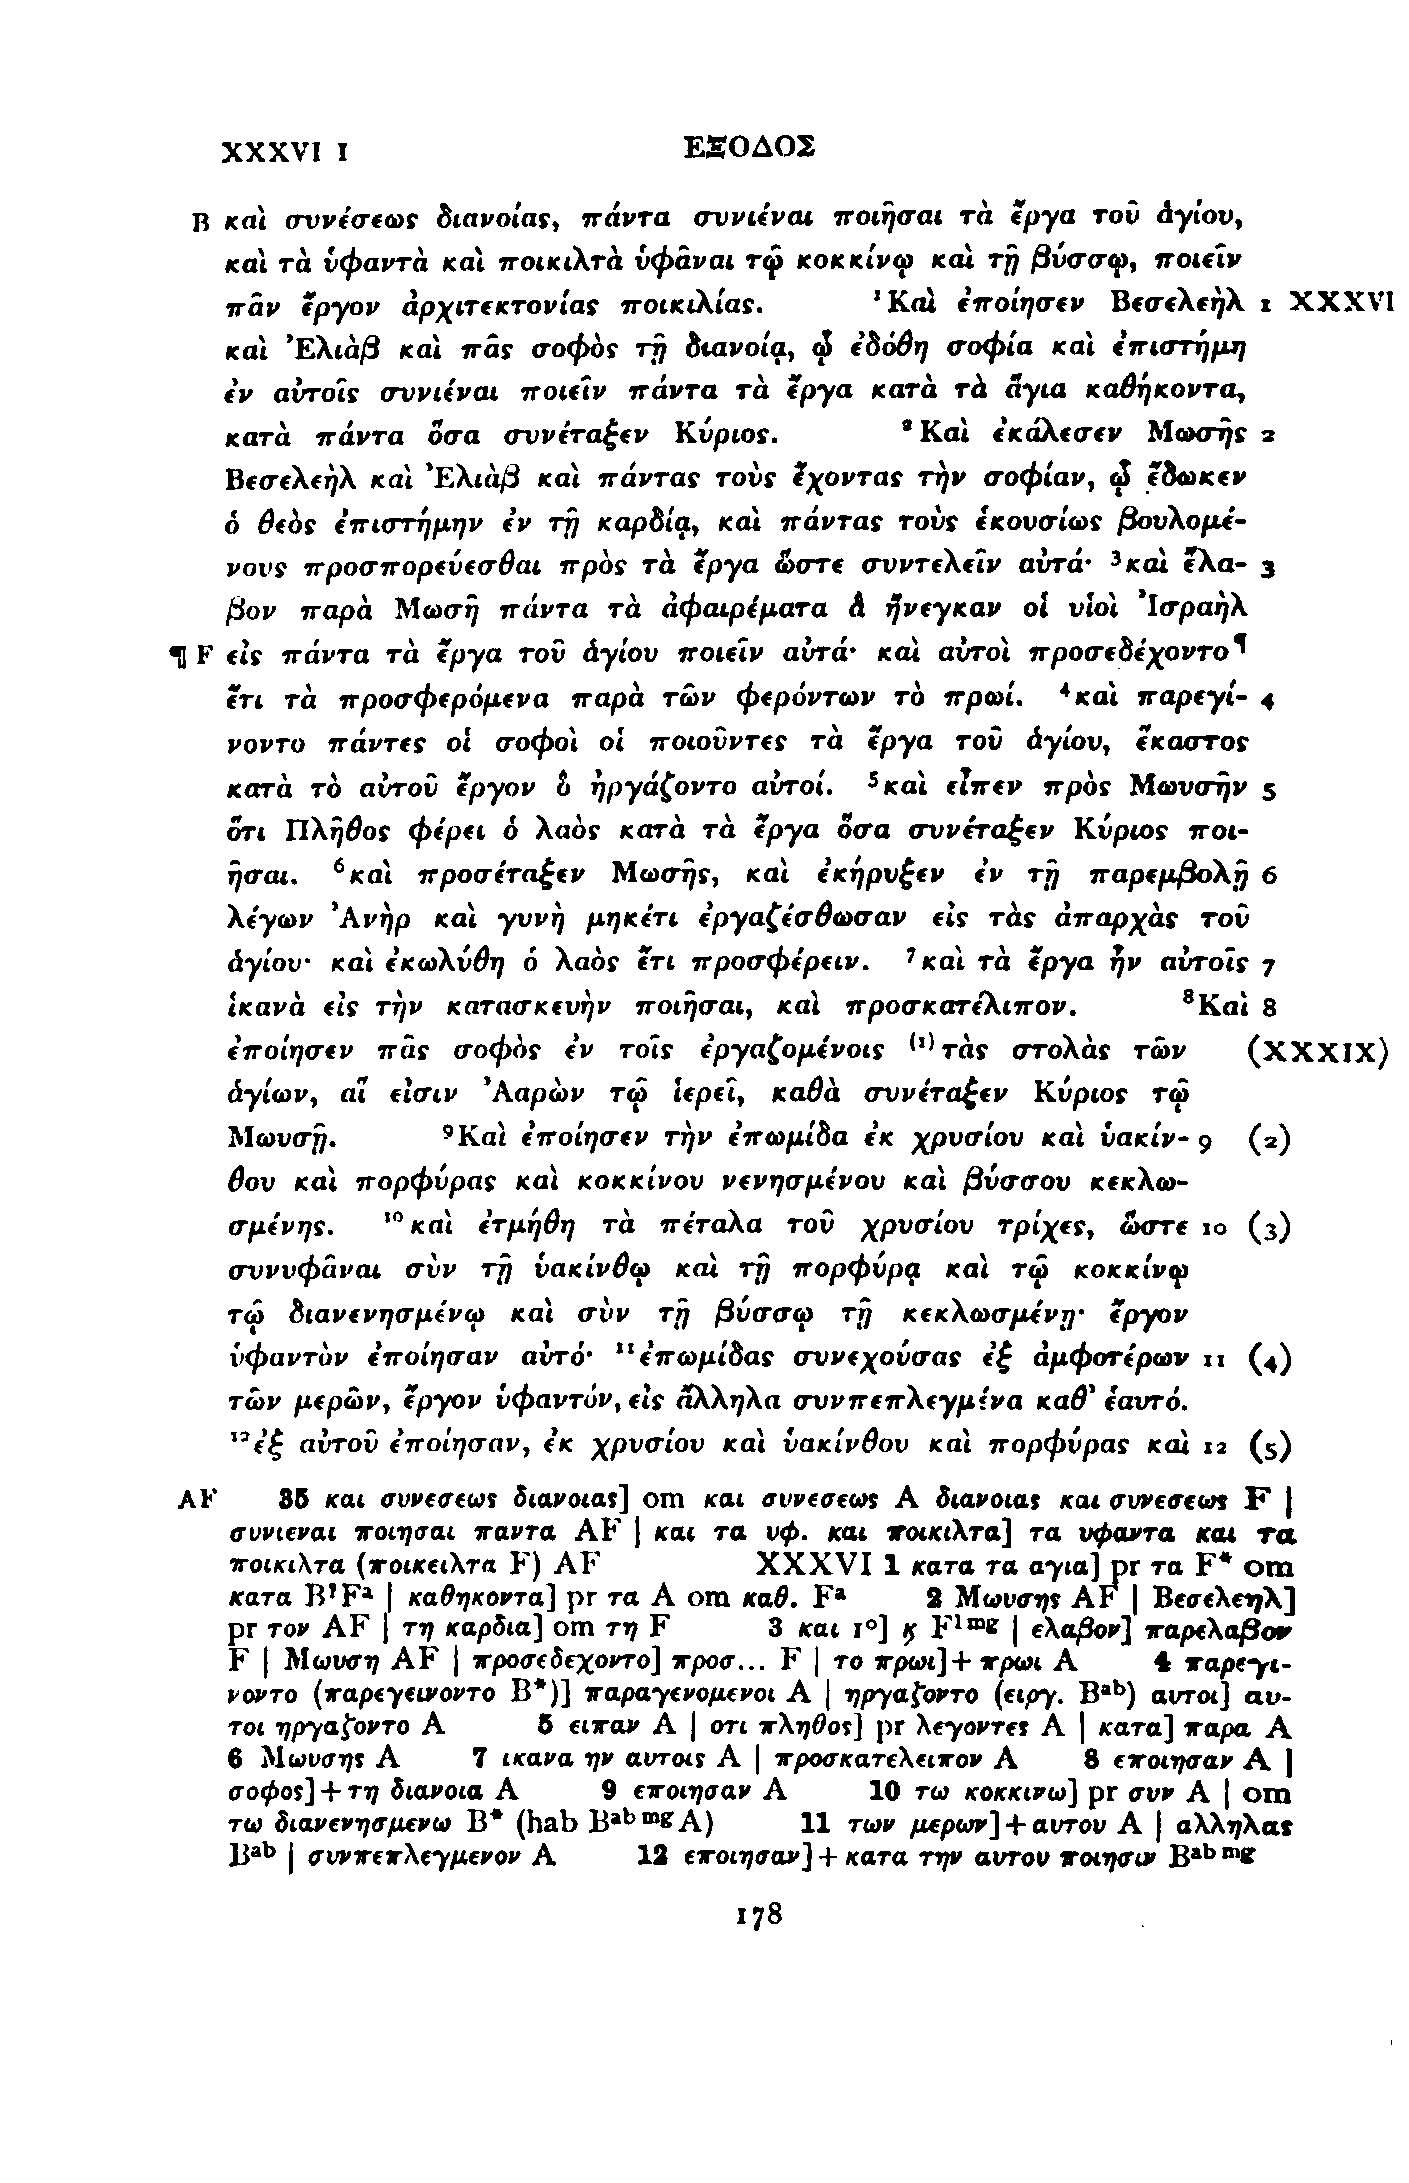 XXXVI 1 ΕΞΟΔΟΣ
B καὶ συνέσεως διανοίας, πάντα συνιέναι ποιῆσαι τὰ ἔργα τοῦ ἁγίου,
καὶ τὰ ὑφαντὰ καὶ ποικιλτὰ ὑφᾶναι τῷ κοκκίνῳ καὶ τῇ βύσσῳ, ποιεῖν
πᾶν ἔργον ἀρχιτεκτονίας ποικιλίας. ¹Καὶ ἐποίησεν Βεσελεὴλ 1 XXXVI
καὶ Ἐλιὰβ καὶ πᾶς σοφὸς τῇ διανοίᾳ, ᾧ ἐδόθη σοφία καὶ ἐπιστήμη
ἐν αὐτοῖς συνιέναι ποιεῖν πάντα τὰ ἔργα κατὰ τὰ ἅγια καθήκοντα,
κατὰ πάντα ὅσα συνέταξεν Κύριος. ²Καὶ ἐκάλεσεν Μωσῆς 2
Βεσελεὴλ καὶ Ἐλιὰβ καὶ πάντας τοὺς ἔχοντας τὴν σοφίαν, ᾧ ἔδωκεν
ὁ θεὸς ἐπιστήμην ἐν τῇ καρδίᾳ, καὶ πάντας τοὺς ἑκουσίως βουλομέ-
νους προσπορεύεσθαι πρὸς τὰ ἔργα ὥστε συντελεῖν αὐτά· ³καὶ ἔλα- 3
βον παρὰ Μωσῆ πάντα τὰ ἀφαιρέματα ἃ ἤνεγκαν οἱ υἱοὶ Ἰσραὴλ
¶ F εἰς πάντα τὰ ἔργα τοῦ ἁγίου ποιεῖν αὐτά· καὶ αὐτοὶ προσεδέχοντο¶
ἔτι τὰ προσφερόμενα παρὰ τῶν φερόντων τὸ πρωί. ⁴καὶ παρεγί- 4
νοντο πάντες οἱ σοφοὶ οἱ ποιοῦντες τὰ ἔργα τοῦ ἁγίου, ἕκαστος
κατὰ τὸ αὐτοῦ ἔργον ὃ ἠργάζοντο αὐτοί. ⁵καὶ εἶπεν πρὸς Μωυσῆν 5
ὅτι Πλῆθος φέρει ὁ λαὸς κατὰ τὰ ἔργα ὅσα συνέταξεν Κύριος ποι-
ῆσαι. ⁶καὶ προσέταξεν Μωσῆς, καὶ ἐκήρυξεν ἐν τῇ παρεμβολῇ 6
λέγων Ἀνὴρ καὶ γυνὴ μηκέτι ἐργαζέσθωσαν εἰς τὰς ἀπαρχὰς τοῦ
ἁγίου· καὶ ἐκωλύθη ὁ λαὸς ἔτι προσφέρειν. ⁷καὶ τὰ ἔργα ἦν αὐτοῖς 7
ἱκανὰ εἰς τὴν κατασκευὴν ποιῆσαι, καὶ προσκατέλιπον. ⁸Καὶ 8
ἐποίησεν πᾶς σοφὸς ἐν τοῖς ἐργαζομένοις ⁽¹⁾τὰς στολὰς τῶν (XXXIX)
ἁγίων, αἵ εἰσιν Ἀαρὼν τῷ ἱερεῖ, καθὰ συνέταξεν Κύριος τῷ
Μωυσῇ. ⁹Καὶ ἐποίησεν τὴν ἐπωμίδα ἐκ χρυσίου καὶ ὑακίν- 9 (2)
θου καὶ πορφύρας καὶ κοκκίνου νενησμένου καὶ βύσσου κεκλω-
σμένης. ¹⁰καὶ ἐτμήθη τὰ πέταλα τοῦ χρυσίου τρίχες, ὥστε 10 (3)
συνυφᾶναι σὺν τῇ ὑακίνθῳ καὶ τῇ πορφύρᾳ καὶ τῷ κοκκίνῳ
τῷ διανενησμένῳ καὶ σὺν τῇ βύσσῳ τῇ κεκλωσμένῃ· ἔργον
ὑφαντὸν ἐποίησαν αὐτό· ¹¹ἐπωμίδας συνεχούσας ἐξ ἀμφοτέρων 11 (4)
τῶν μερῶν, ἔργον ὑφαντόν, εἰς ἄλληλα συνπεπλεγμένα καθ’ ἑαυτό.
¹²ἐξ αὐτοῦ ἐποίησαν, ἐκ χρυσίου καὶ ὑακίνθου καὶ πορφύρας καὶ 12 (5)
AF 35 και συνεσεως διανοιας] om και συνεσεως A διανοιας και συνεσεως F |
συνιεναι ποιησαι παντα AF | και τα υφ. και ποικιλτα] τα υφαντα και τα
ποικιλτα (ποικειλτα F) AF XXXVI 1 κατα τα αγια] pr τα F* om
κατα B?Fᵃ | καθηκοντα] pr τα A om καθ. Fᵃ 2 Μωυσης AF | Βεσελεηλ]
pr τον AF | τη καρδια] om τη F 3 και 1°] ϗ F¹ᵐᵍ | ελαβον] παρελαβον
F | Μωυση AF | προσεδεχοντο] προσ... F | το πρωι]+πρωι A 4 παρεγι-
νοντο (παρεγεινοντο B*)] παραγενομενοι A | ηργαζοντο (ειργ. Bᵃᵇ) αυτοι] αυ-
τοι ηργαζοντο A 5 ειπαν A | οτι πληθος] pr λεγοντες A | κατα] παρα A
6 Μωυσης A 7 ικανα ην αυτοις A | προσκατελειπον A 8 εποιησαν A |
σοφος]+τη διανοια A 9 εποιησαν A 10 τω κοκκινω] pr συν A | om
τω διανενησμενω B* (hab Bᵃᵇᵐᵍ A) 11 των μερων]+αυτου A | αλληλας
Bᵃᵇ | συνπεπλεγμενον A 12 εποιησαν]+κατα την αυτου ποιησιν Bᵃᵇᵐᵍ
178